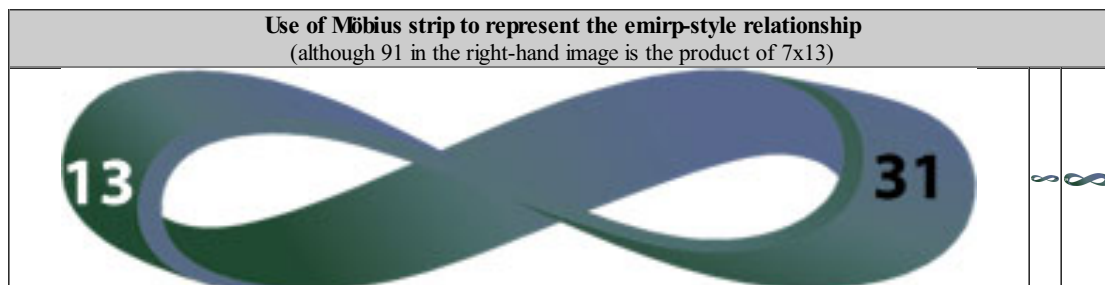 Use of Möbius strip to represent the emirp-style relationship
(although 91 in the right-hand image is the product of 7x13)
13 31